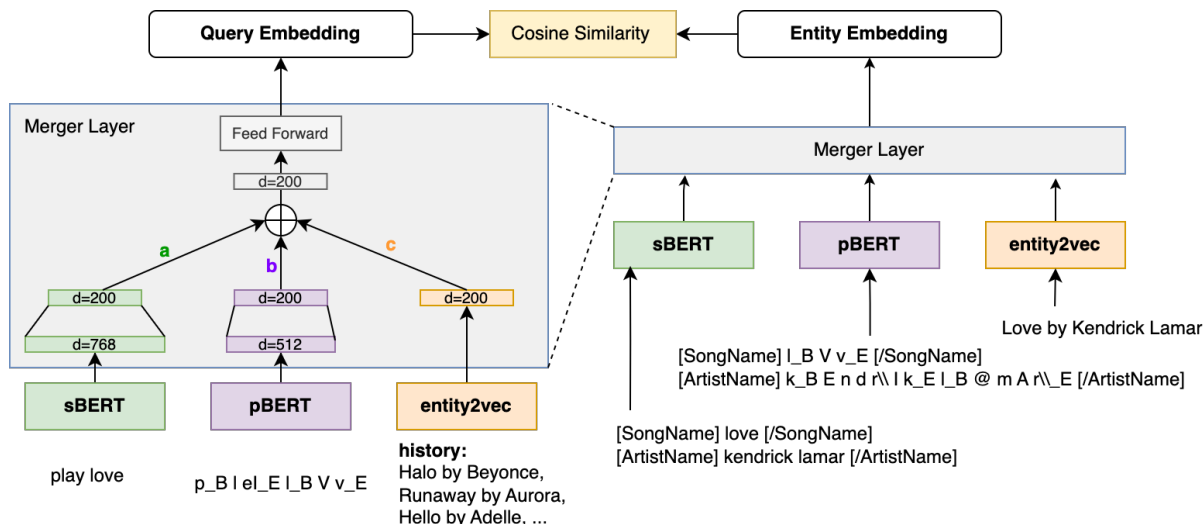 Query Embedding
Cosine Similarity
Entity Embedding
Merger Layer
Feed Forward
d=200
a
b
c
d=200
d=200
d=200
d=768
d=512
sBERT
pBERT
entity2vec
play love
p_B l eI_E l_B V v_E
history:
Halo by Beyonce,
Runaway by Aurora,
Hello by Adelle, ...
Merger Layer
sBERT
pBERT
entity2vec
Love by Kendrick Lamar
[SongName] l_B V v_E [/SongName]
[ArtistName] k_B E n d r\\ I k_E l_B @ m A r\\_E [/ArtistName]
[SongName] love [/SongName]
[ArtistName] kendrick lamar [/ArtistName]